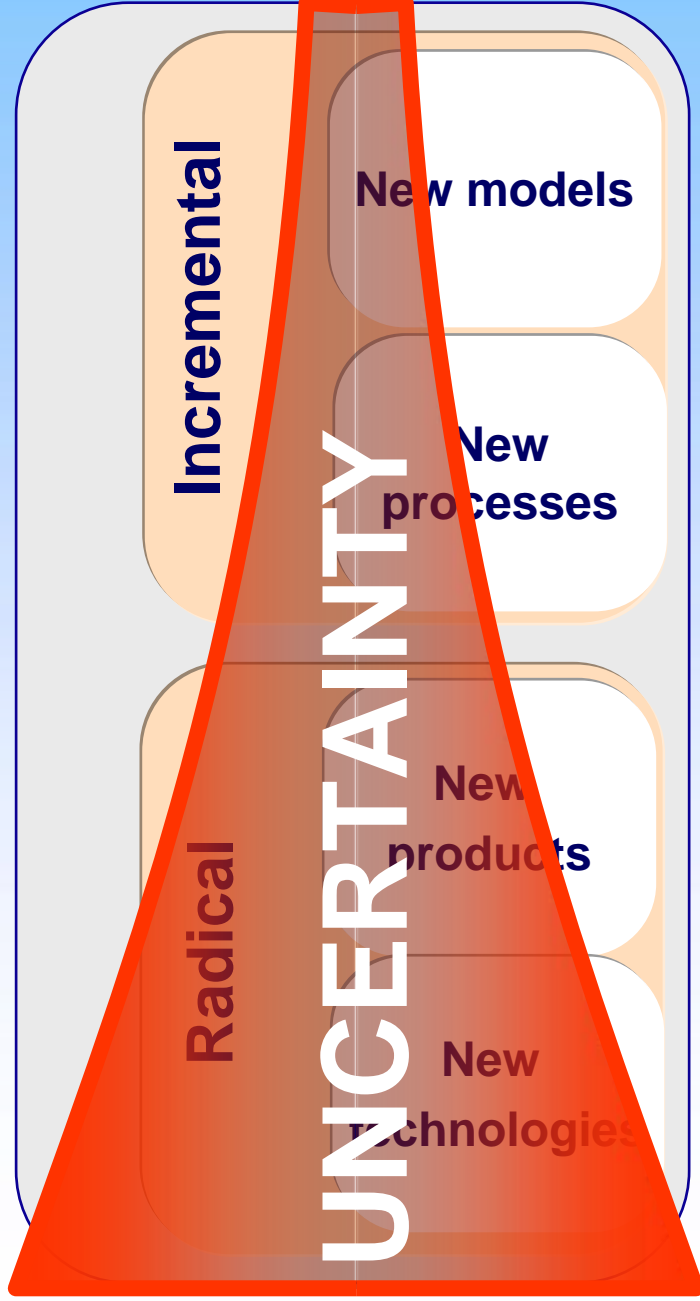 Incremental
New models
New
processes
UNCERTAINTY
Radical
New
products
New
technologies